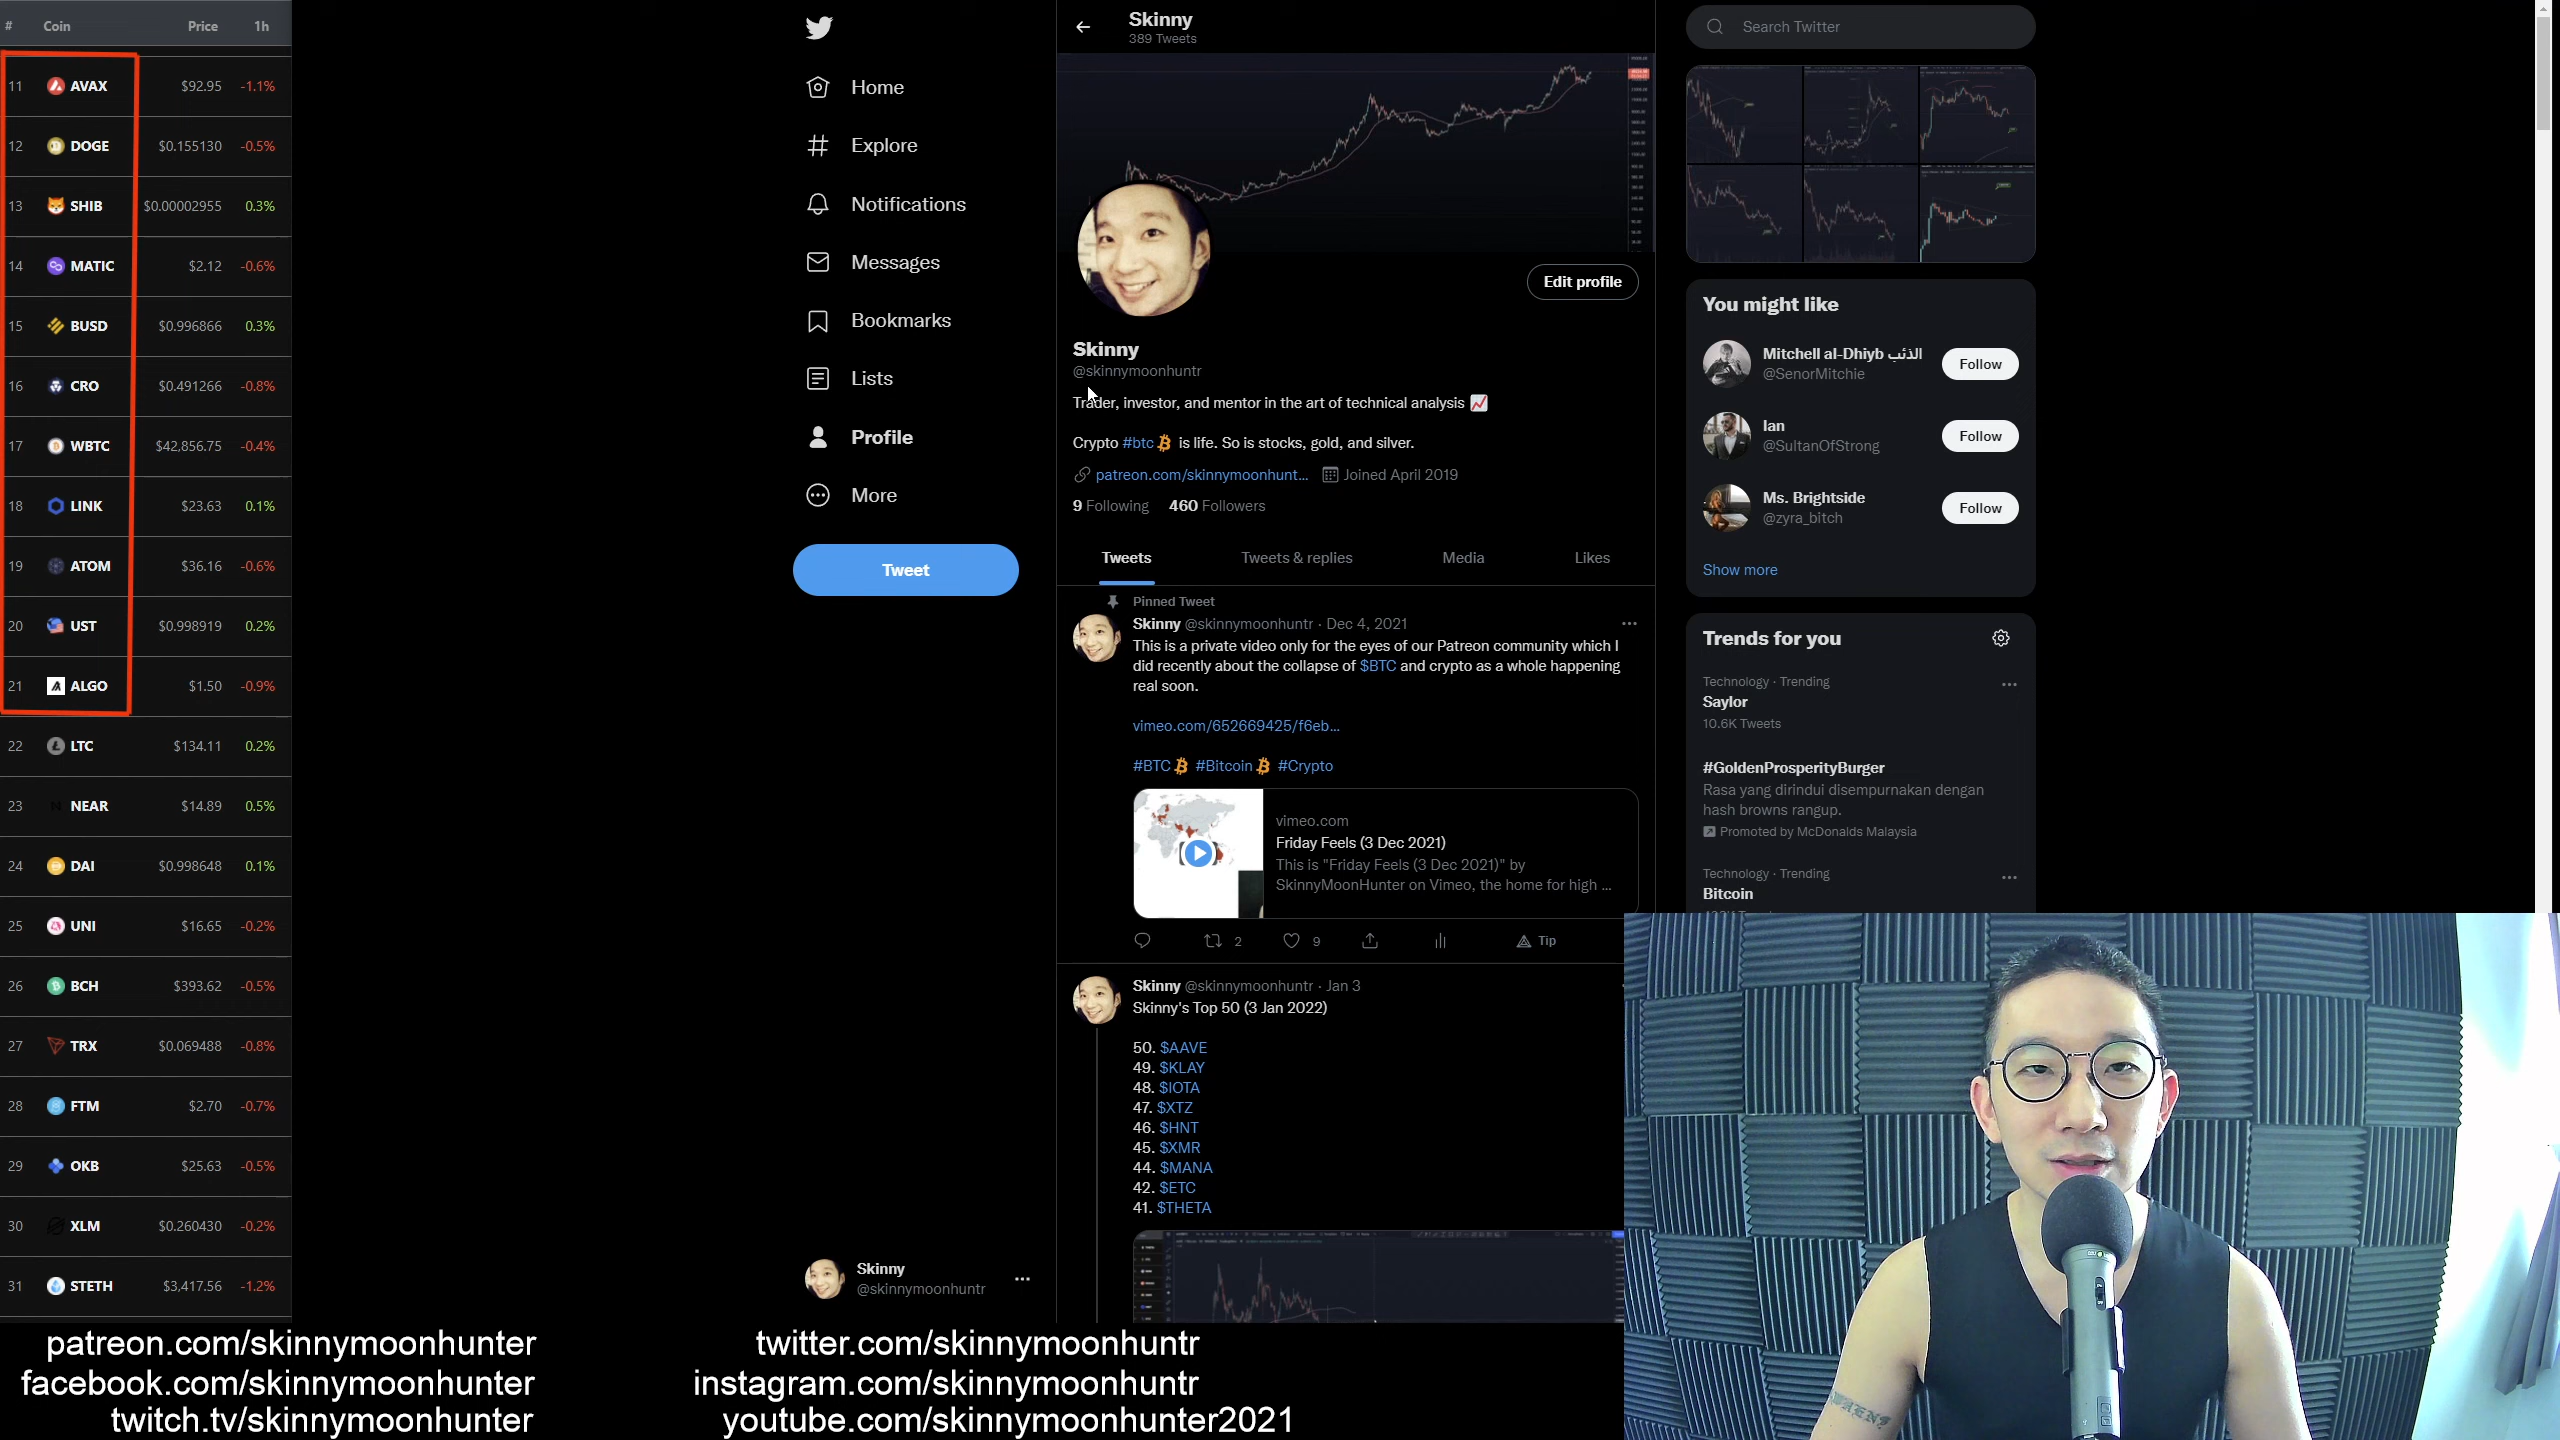 # Coin Price 1h
11 AVAX $92.95 -1.1%
12 DOGE $0.155130 -0.5%
13 SHIB $0.00002955 0.3%
14 MATIC $2.12 -0.6%
15 BUSD $0.996866 0.3%
16 CRO $0.491266 -0.8%
17 WBTC $42,856.75 -0.4%
18 LINK $23.63 0.1%
19 ATOM $36.16 -0.6%
20 UST $0.998919 0.2%
21 ALGO $1.50 -0.9%
22 LTC $134.11 0.2%
23 NEAR $14.89 0.5%
24 DAI $0.998648 0.1%
25 UNI $16.65 -0.2%
26 BCH $393.62 -0.5%
27 TRX $0.069488 -0.8%
28 FTM $2.70 -0.7%
29 OKB $25.63 -0.5%
30 XLM $0.260430 -0.2%
31 STETH $3,417.56 -1.2%
Home
Explore
Notifications
Messages
Bookmarks
Lists
Profile
More
Tweet
Skinny
@skinnymoonhuntr
Skinny
389 Tweets
Edit profile
Skinny
@skinnymoonhuntr
Trader, investor, and mentor in the art of technical analysis
Crypto #btc is life. So is stocks, gold, and silver.
patreon.com/skinnymoonhunt... Joined April 2019
9 Following 460 Followers
Tweets Tweets & replies Media Likes
Pinned Tweet
Skinny @skinnymoonhuntr · Dec 4, 2021
This is a private video only for the eyes of our Patreon community which I
did recently about the collapse of $BTC and crypto as a whole happening
real soon.
vimeo.com/652669425/f6eb...
#BTC #Bitcoin #Crypto
vimeo.com
Friday Feels (3 Dec 2021)
This is "Friday Feels (3 Dec 2021)" by
SkinnyMoonHunter on Vimeo, the home for high ...
2 9 Tip
Skinny @skinnymoonhuntr · Jan 3
Skinny's Top 50 (3 Jan 2022)
50. $AAVE
49. $KLAY
48. $IOTA
47. $XTZ
46. $HNT
45. $XMR
44. $MANA
42. $ETC
41. $THETA
Search Twitter
You might like
Mitchell al-Dhiyb الذئب
@SenorMitchie
Follow
Ian
@SultanOfStrong
Follow
Ms. Brightside
@zyra_bitch
Follow
Show more
Trends for you
Technology · Trending
Saylor
10.6K Tweets
#GoldenProsperityBurger
Rasa yang dirindui disempurnakan dengan
hash browns rangup.
Promoted by McDonalds Malaysia
Technology · Trending
Bitcoin
patreon.com/skinnymoonhunter
facebook.com/skinnymoonhunter
twitch.tv/skinnymoonhunter
twitter.com/skinnymoonhuntr
instagram.com/skinnymoonhuntr
youtube.com/skinnymoonhunter2021